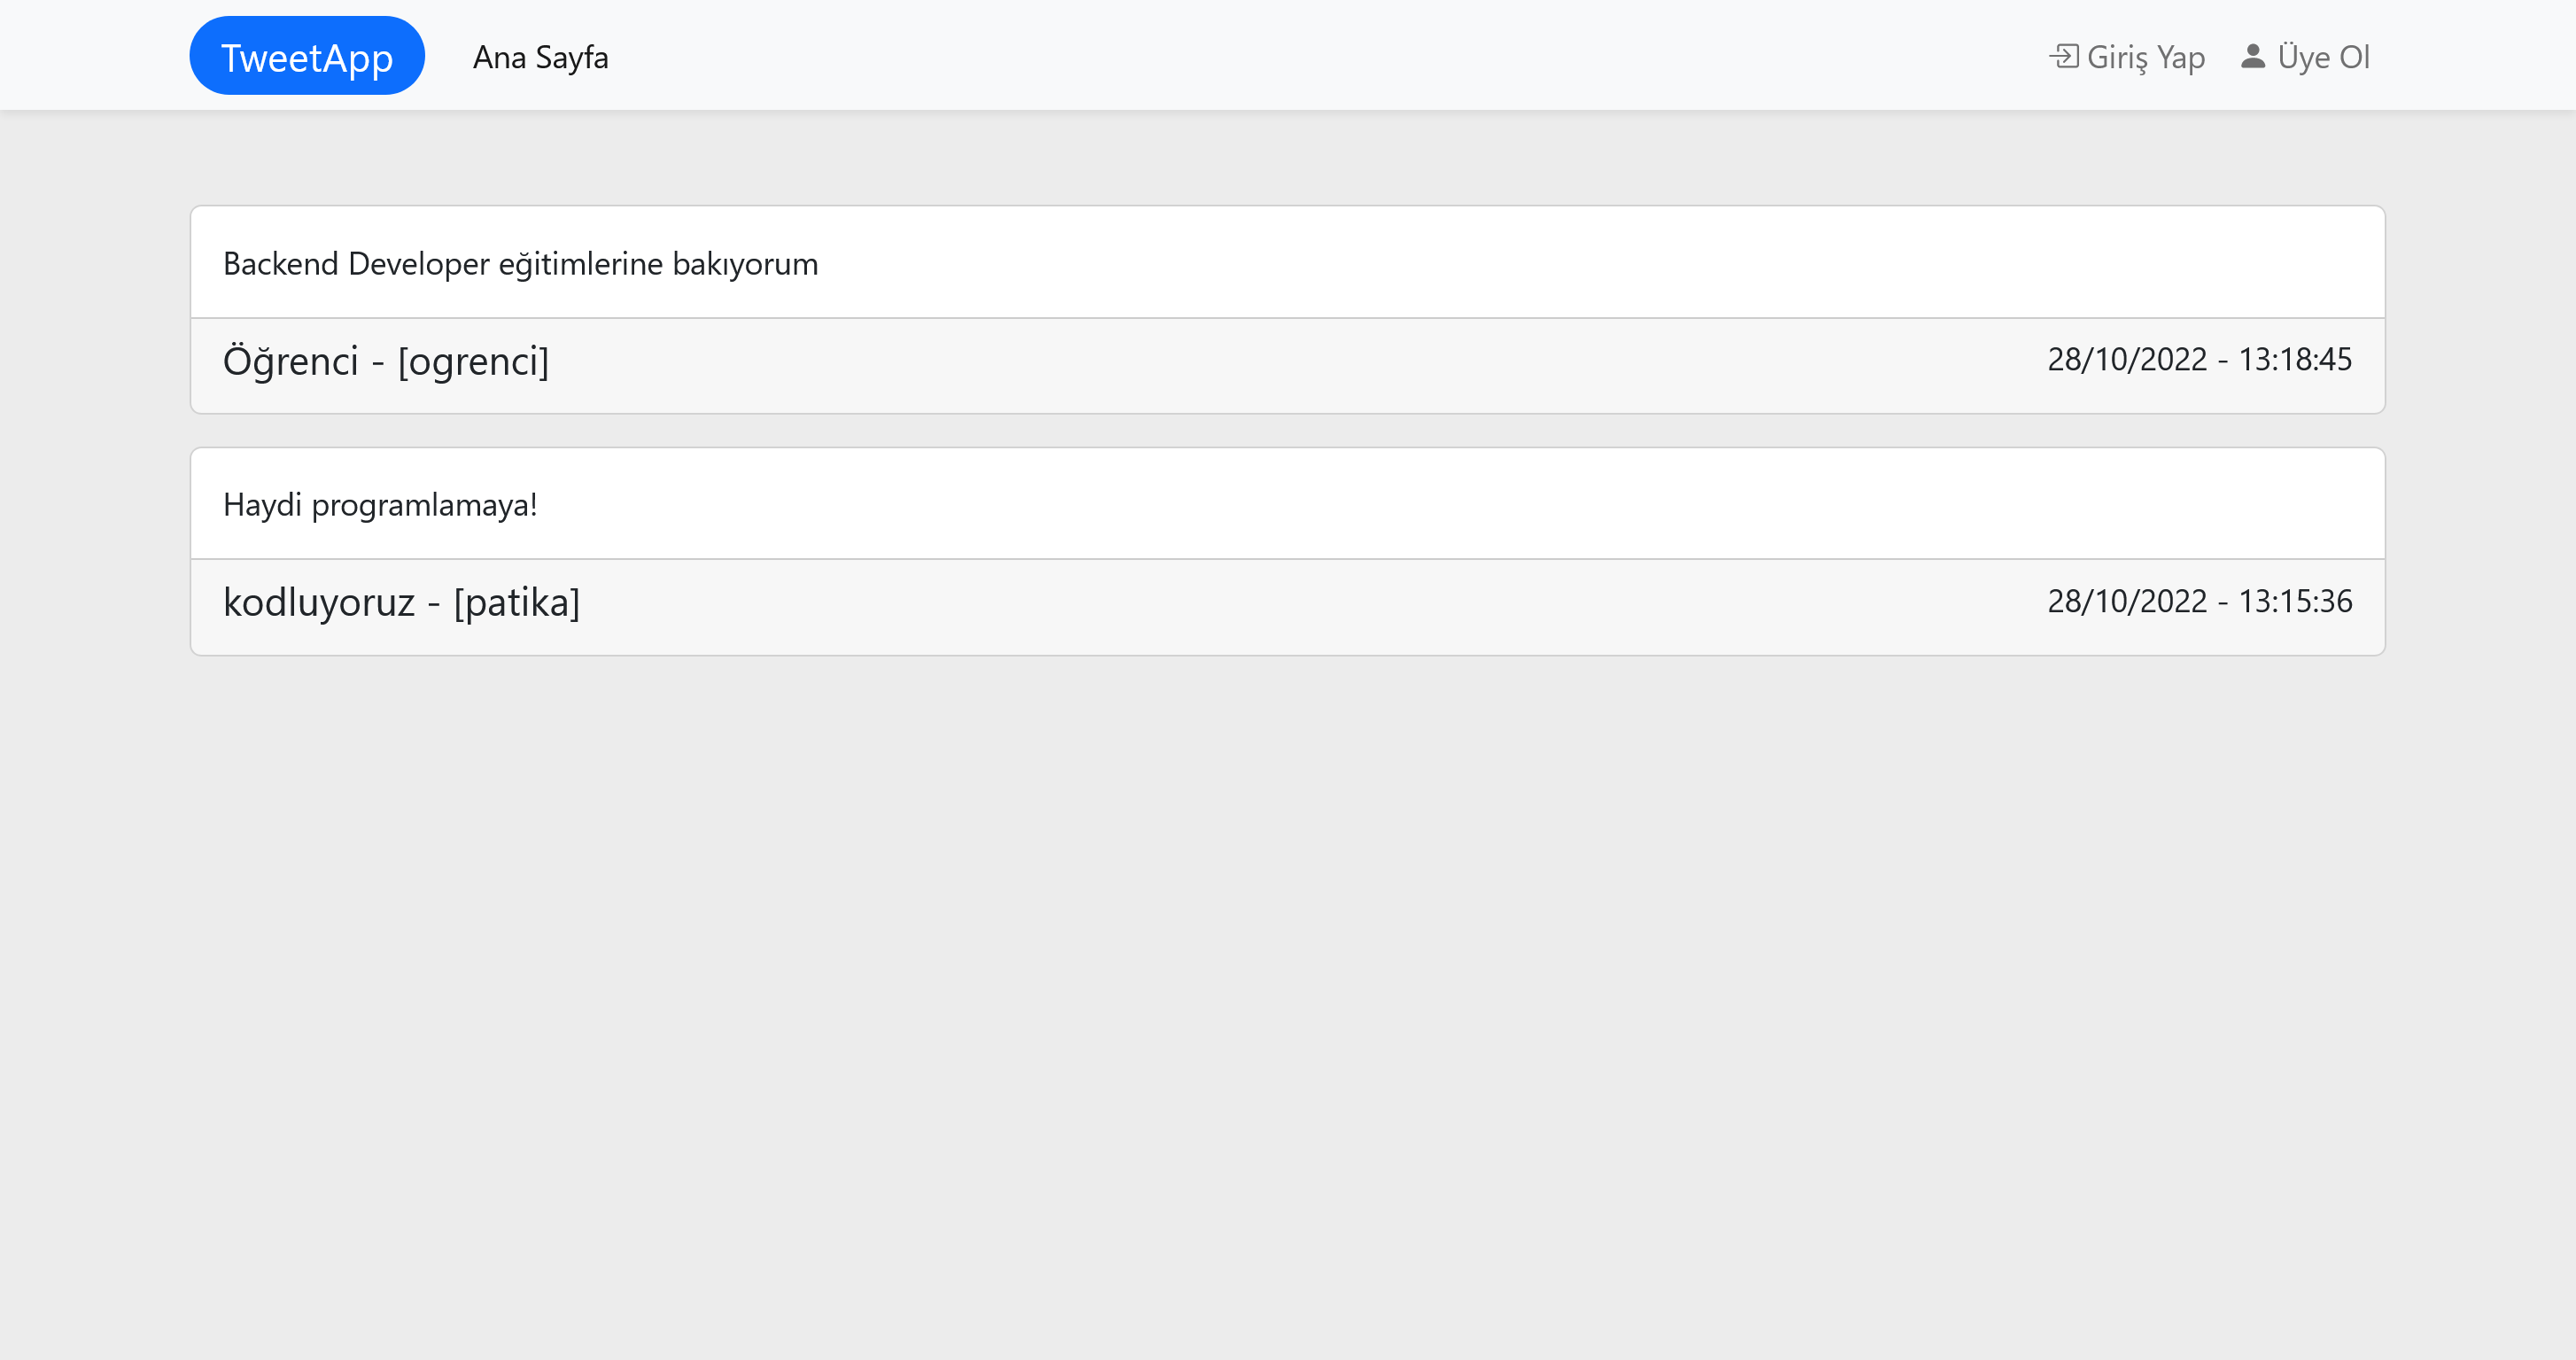 TweetApp Ana Sayfa Giriş Yap Üye Ol
Backend Developer eğitimlerine bakıyorum
Öğrenci - [ogrenci] 28/10/2022 - 13:18:45
Haydi programlamaya!
kodluyoruz - [patika] 28/10/2022 - 13:15:36